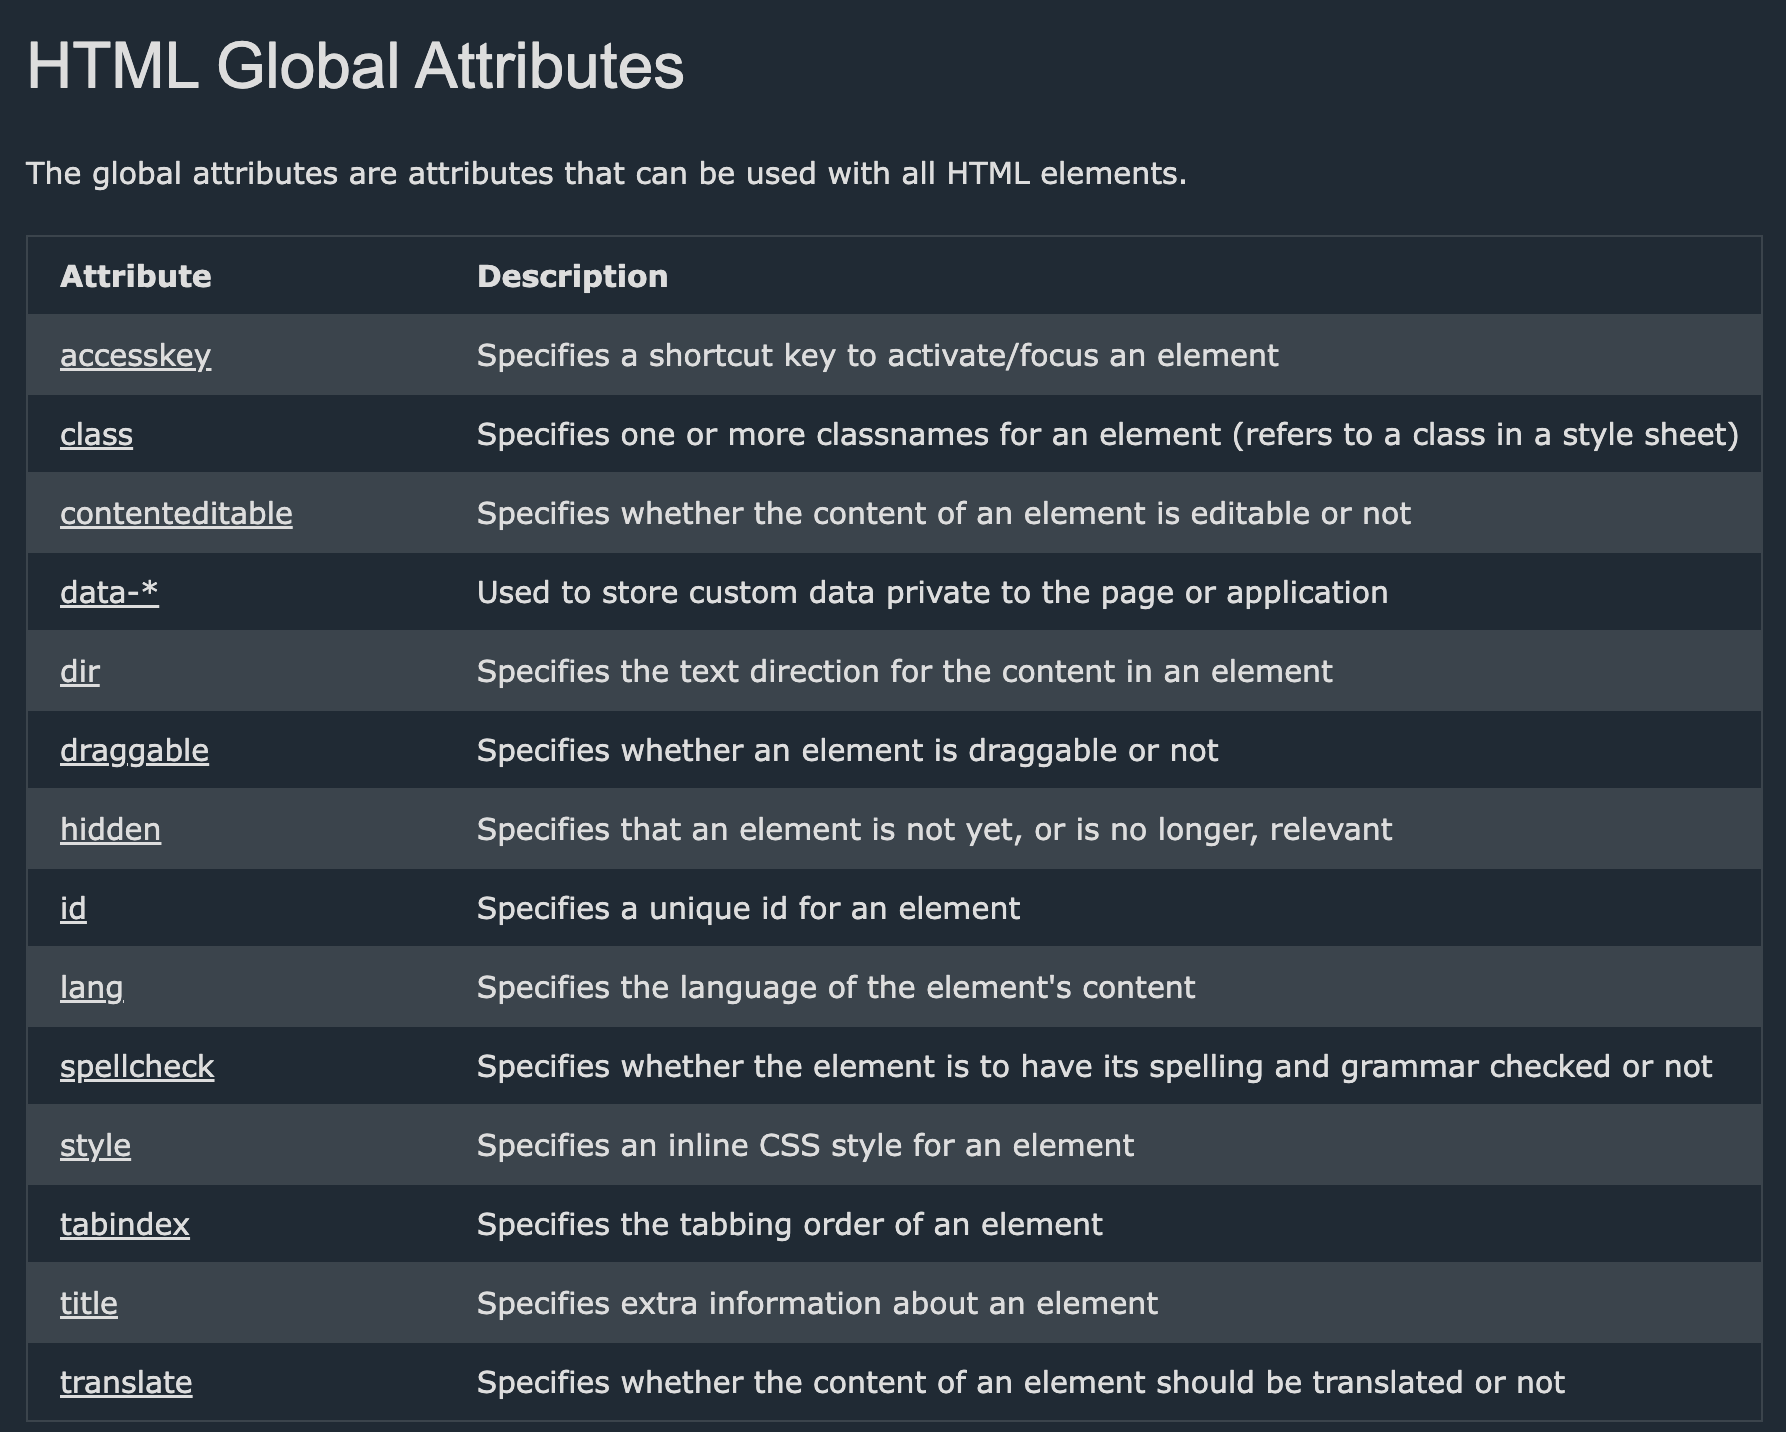 HTML Global Attributes
The global attributes are attributes that can be used with all HTML elements.
Attribute Description
accesskey Specifies a shortcut key to activate/focus an element
class Specifies one or more classnames for an element (refers to a class in a style sheet)
contenteditable Specifies whether the content of an element is editable or not
data-* Used to store custom data private to the page or application
dir Specifies the text direction for the content in an element
draggable Specifies whether an element is draggable or not
hidden Specifies that an element is not yet, or is no longer, relevant
id Specifies a unique id for an element
lang Specifies the language of the element's content
spellcheck Specifies whether the element is to have its spelling and grammar checked or not
style Specifies an inline CSS style for an element
tabindex Specifies the tabbing order of an element
title Specifies extra information about an element
translate Specifies whether the content of an element should be translated or not